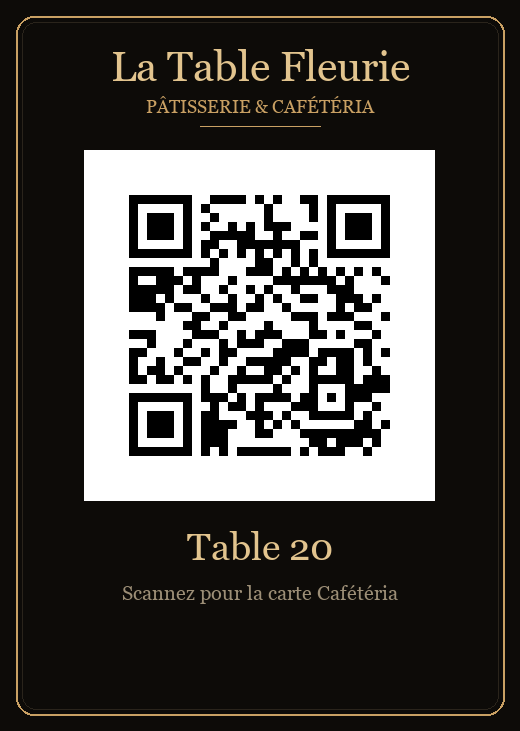 La Table Fleurie
PÂTISSERIE & CAFÉTÉRIA
Table 20
Scannez pour la carte Cafétéria